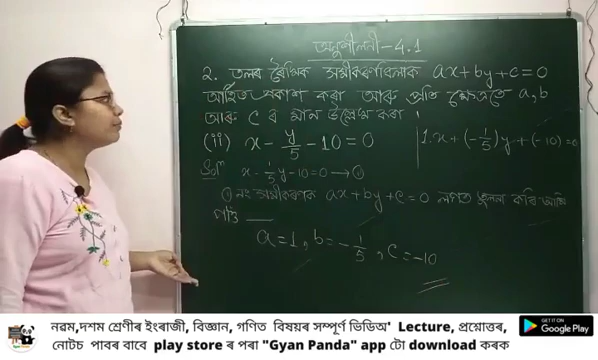 অনুশীলনী-4.1
2. তলৰ ৰৈখিক সমীকৰণবিলাক ax+by+c=0
আৰ্হিত প্ৰকাশ কৰা আৰু প্ৰতি ক্ষেত্ৰতে a, b
আৰু c ৰ মান উল্লেখ কৰা।
(ii) x - y/5 - 10 = 0
1.x + (-1/5)y + (-10) = 0
Solⁿ x - 1/5 y - 10 = 0 → ①
① নং সমীকৰণক ax+by+c=0 লগত তুলনা কৰি আমি
পাওঁ
a = 1, b = -1/5, c = -10
নৱম,দশম শ্ৰেণীৰ ইংৰাজী, বিজ্ঞান, গণিত বিষয়ৰ সম্পূৰ্ণ ভিডিঅ' Lecture, প্ৰশ্নোত্তৰ,
নোটচ পাবৰ বাবে play store ৰ পৰা "Gyan Panda" app টো download কৰক
GET IT ON
Google Play